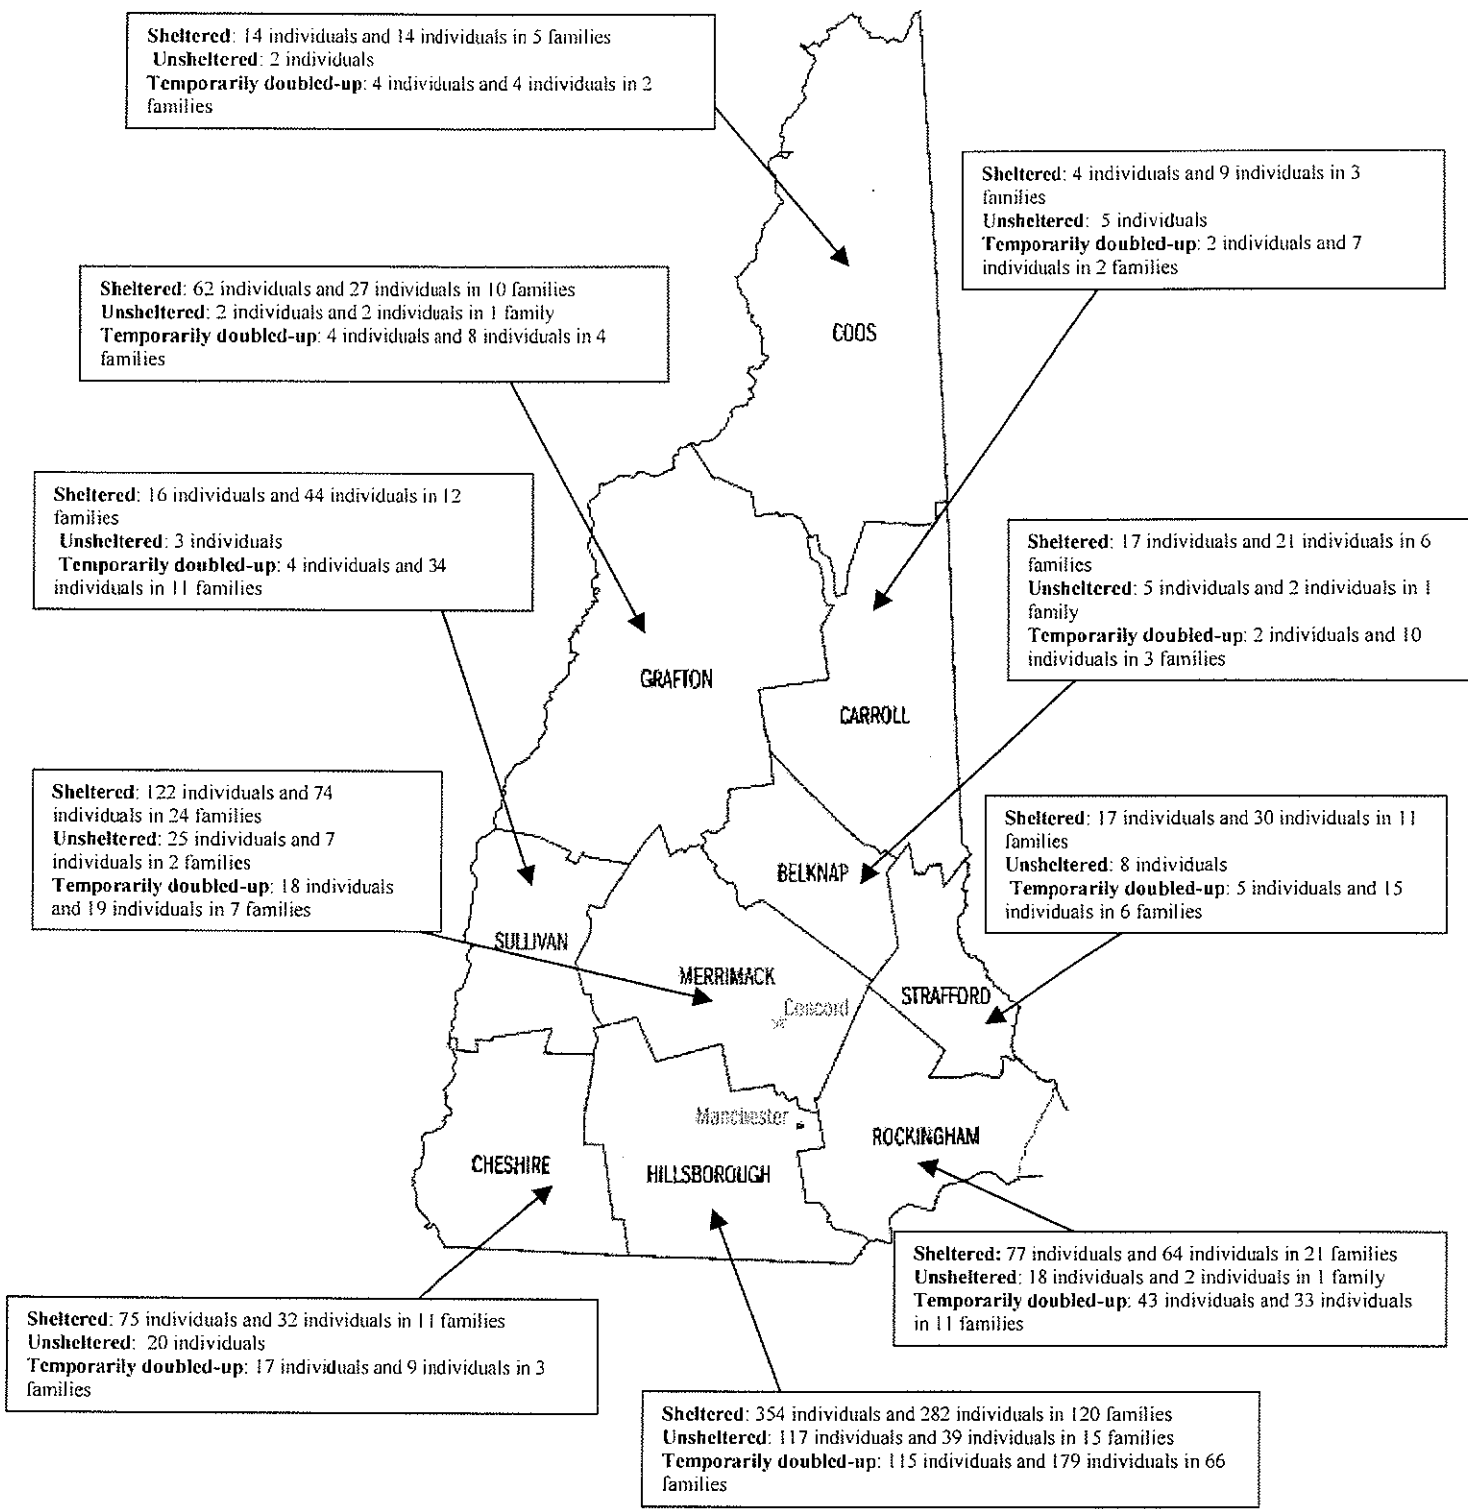 Sheltered: 14 individuals and 14 individuals in 5 families
Unsheltered: 2 individuals
Temporarily doubled-up: 4 individuals and 4 individuals in 2
families
Sheltered: 4 individuals and 9 individuals in 3
families
Unsheltered: 5 individuals
Temporarily doubled-up: 2 individuals and 7
individuals in 2 families
Sheltered: 62 individuals and 27 individuals in 10 families
Unsheltered: 2 individuals and 2 individuals in 1 family
Temporarily doubled-up: 4 individuals and 8 individuals in 4
families
COOS
Sheltered: 16 individuals and 44 individuals in 12
families
Unsheltered: 3 individuals
Temporarily doubled-up: 4 individuals and 34
individuals in 11 families
Sheltered: 17 individuals and 21 individuals in 6
families
Unsheltered: 5 individuals and 2 individuals in 1
family
Temporarily doubled-up: 2 individuals and 10
individuals in 3 families
GRAFTON
CARROLL
Sheltered: 122 individuals and 74
individuals in 24 families
Unsheltered: 25 individuals and 7
individuals in 2 families
Temporarily doubled-up: 18 individuals
and 19 individuals in 7 families
Sheltered: 17 individuals and 30 individuals in 11
families
Unsheltered: 8 individuals
Temporarily doubled-up: 5 individuals and 15
individuals in 6 families
BELKNAP
SULLIVAN
MERRIMACK
STRAFFORD
Concord
Manchester
ROCKINGHAM
CHESHIRE
HILLSBOROUGH
Sheltered: 77 individuals and 64 individuals in 21 families
Unsheltered: 18 individuals and 2 individuals in 1 family
Temporarily doubled-up: 43 individuals and 33 individuals
in 11 families
Sheltered: 75 individuals and 32 individuals in 11 families
Unsheltered: 20 individuals
Temporarily doubled-up: 17 individuals and 9 individuals in 3
families
Sheltered: 354 individuals and 282 individuals in 120 families
Unsheltered: 117 individuals and 39 individuals in 15 families
Temporarily doubled-up: 115 individuals and 179 individuals in 66
families